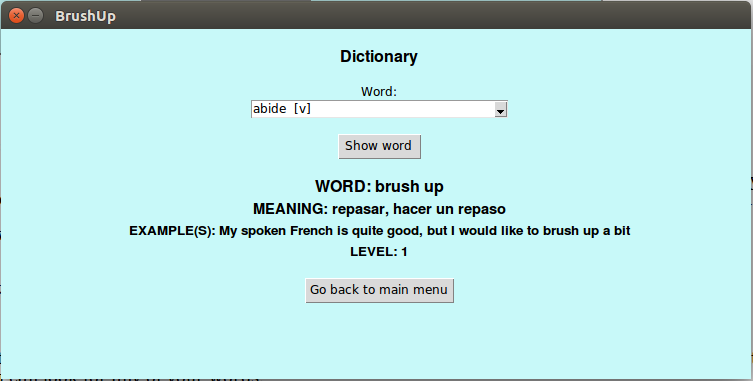 BrushUp
Dictionary
Word:
abide [v]
Show word
WORD: brush up
MEANING: repasar, hacer un repaso
EXAMPLE(S): My spoken French is quite good, but I would like to brush up a bit
LEVEL: 1
Go back to main menu